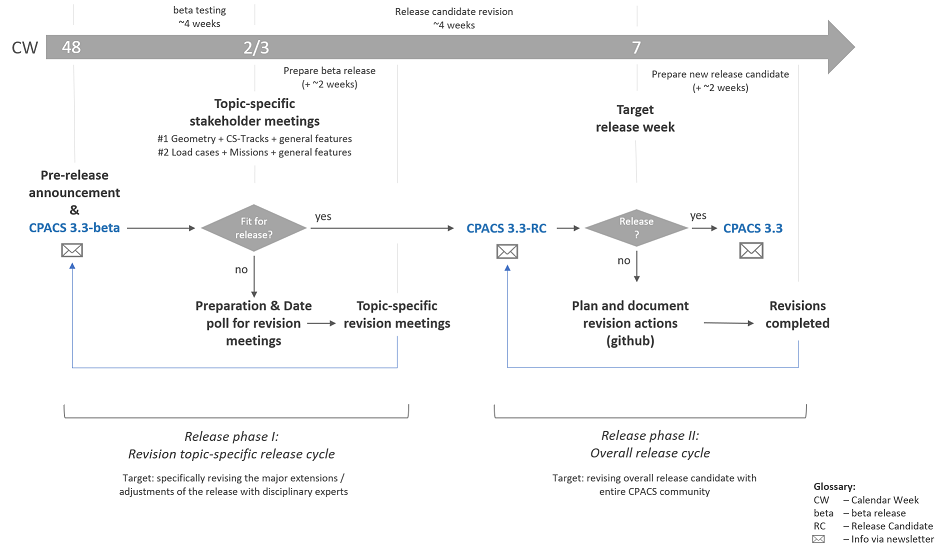 beta testing
~4 weeks
Release candidate revision
~4 weeks
CW
48
2/3
7
Prepare beta release
(+ ~2 weeks)
Prepare new release candidate
(+ ~2 weeks)
Topic-specific
stakeholder meetings
#1 Geometry + CS-Tracks + general features
#2 Load cases + Missions + general features
Target
release week
Pre-release
announcement
&
CPACS 3.3-beta
Fit for
release?
yes
no
CPACS 3.3-RC
Release
?
yes
no
CPACS 3.3
Preparation & Date
poll for revision
meetings
Topic-specific
revision meetings
Plan and document
revision actions
(github)
Revisions
completed
Release phase I:
Revision topic-specific release cycle
Target: specifically revising the major extensions /
adjustments of the release with disciplinary experts
Release phase II:
Overall release cycle
Target: revising overall release candidate with
entire CPACS community
Glossary:
CW – Calendar Week
beta – beta release
RC – Release Candidate
– Info via newsletter